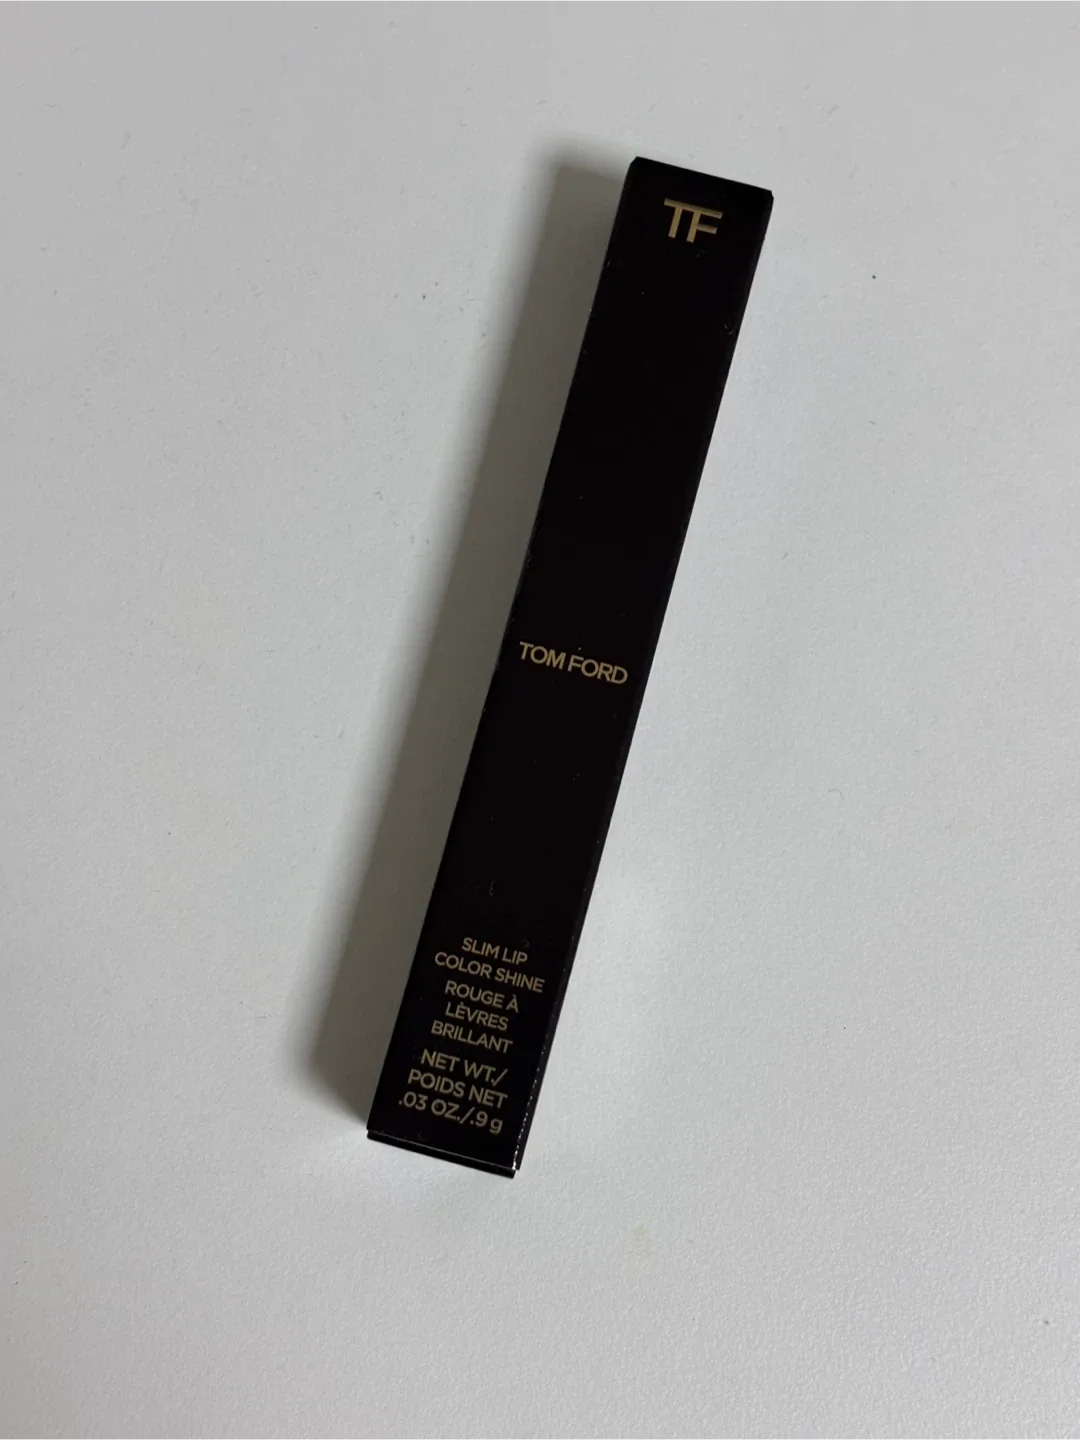 TF
TOM FORD
SLIM LIP
COLOR SHINE
ROUGE À
LÈVRES
BRILLANT
NET WT./
POIDS NET
.03 OZ./.9 g